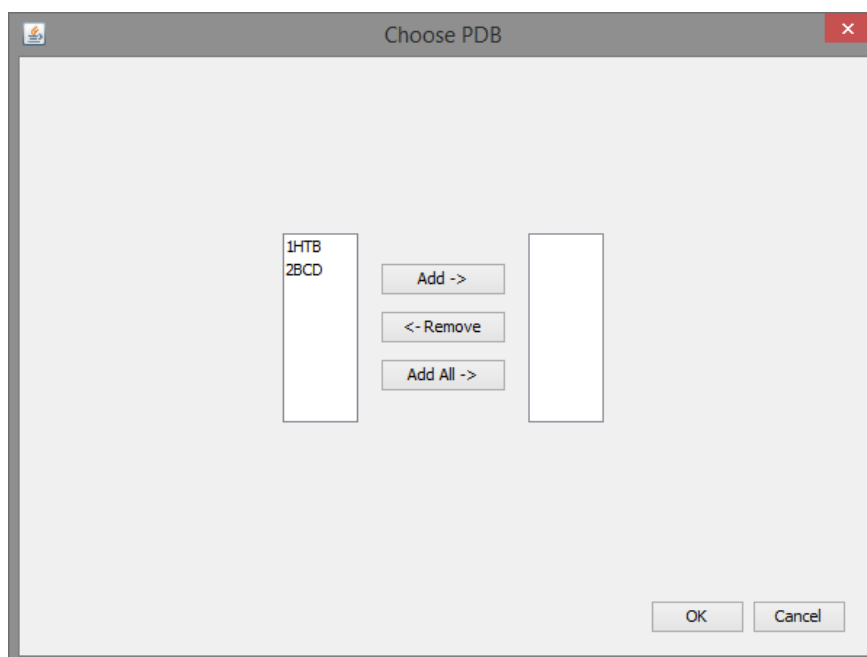 Choose PDB
1HTB
2BCD
Add ->
<- Remove
Add All ->
OK
Cancel